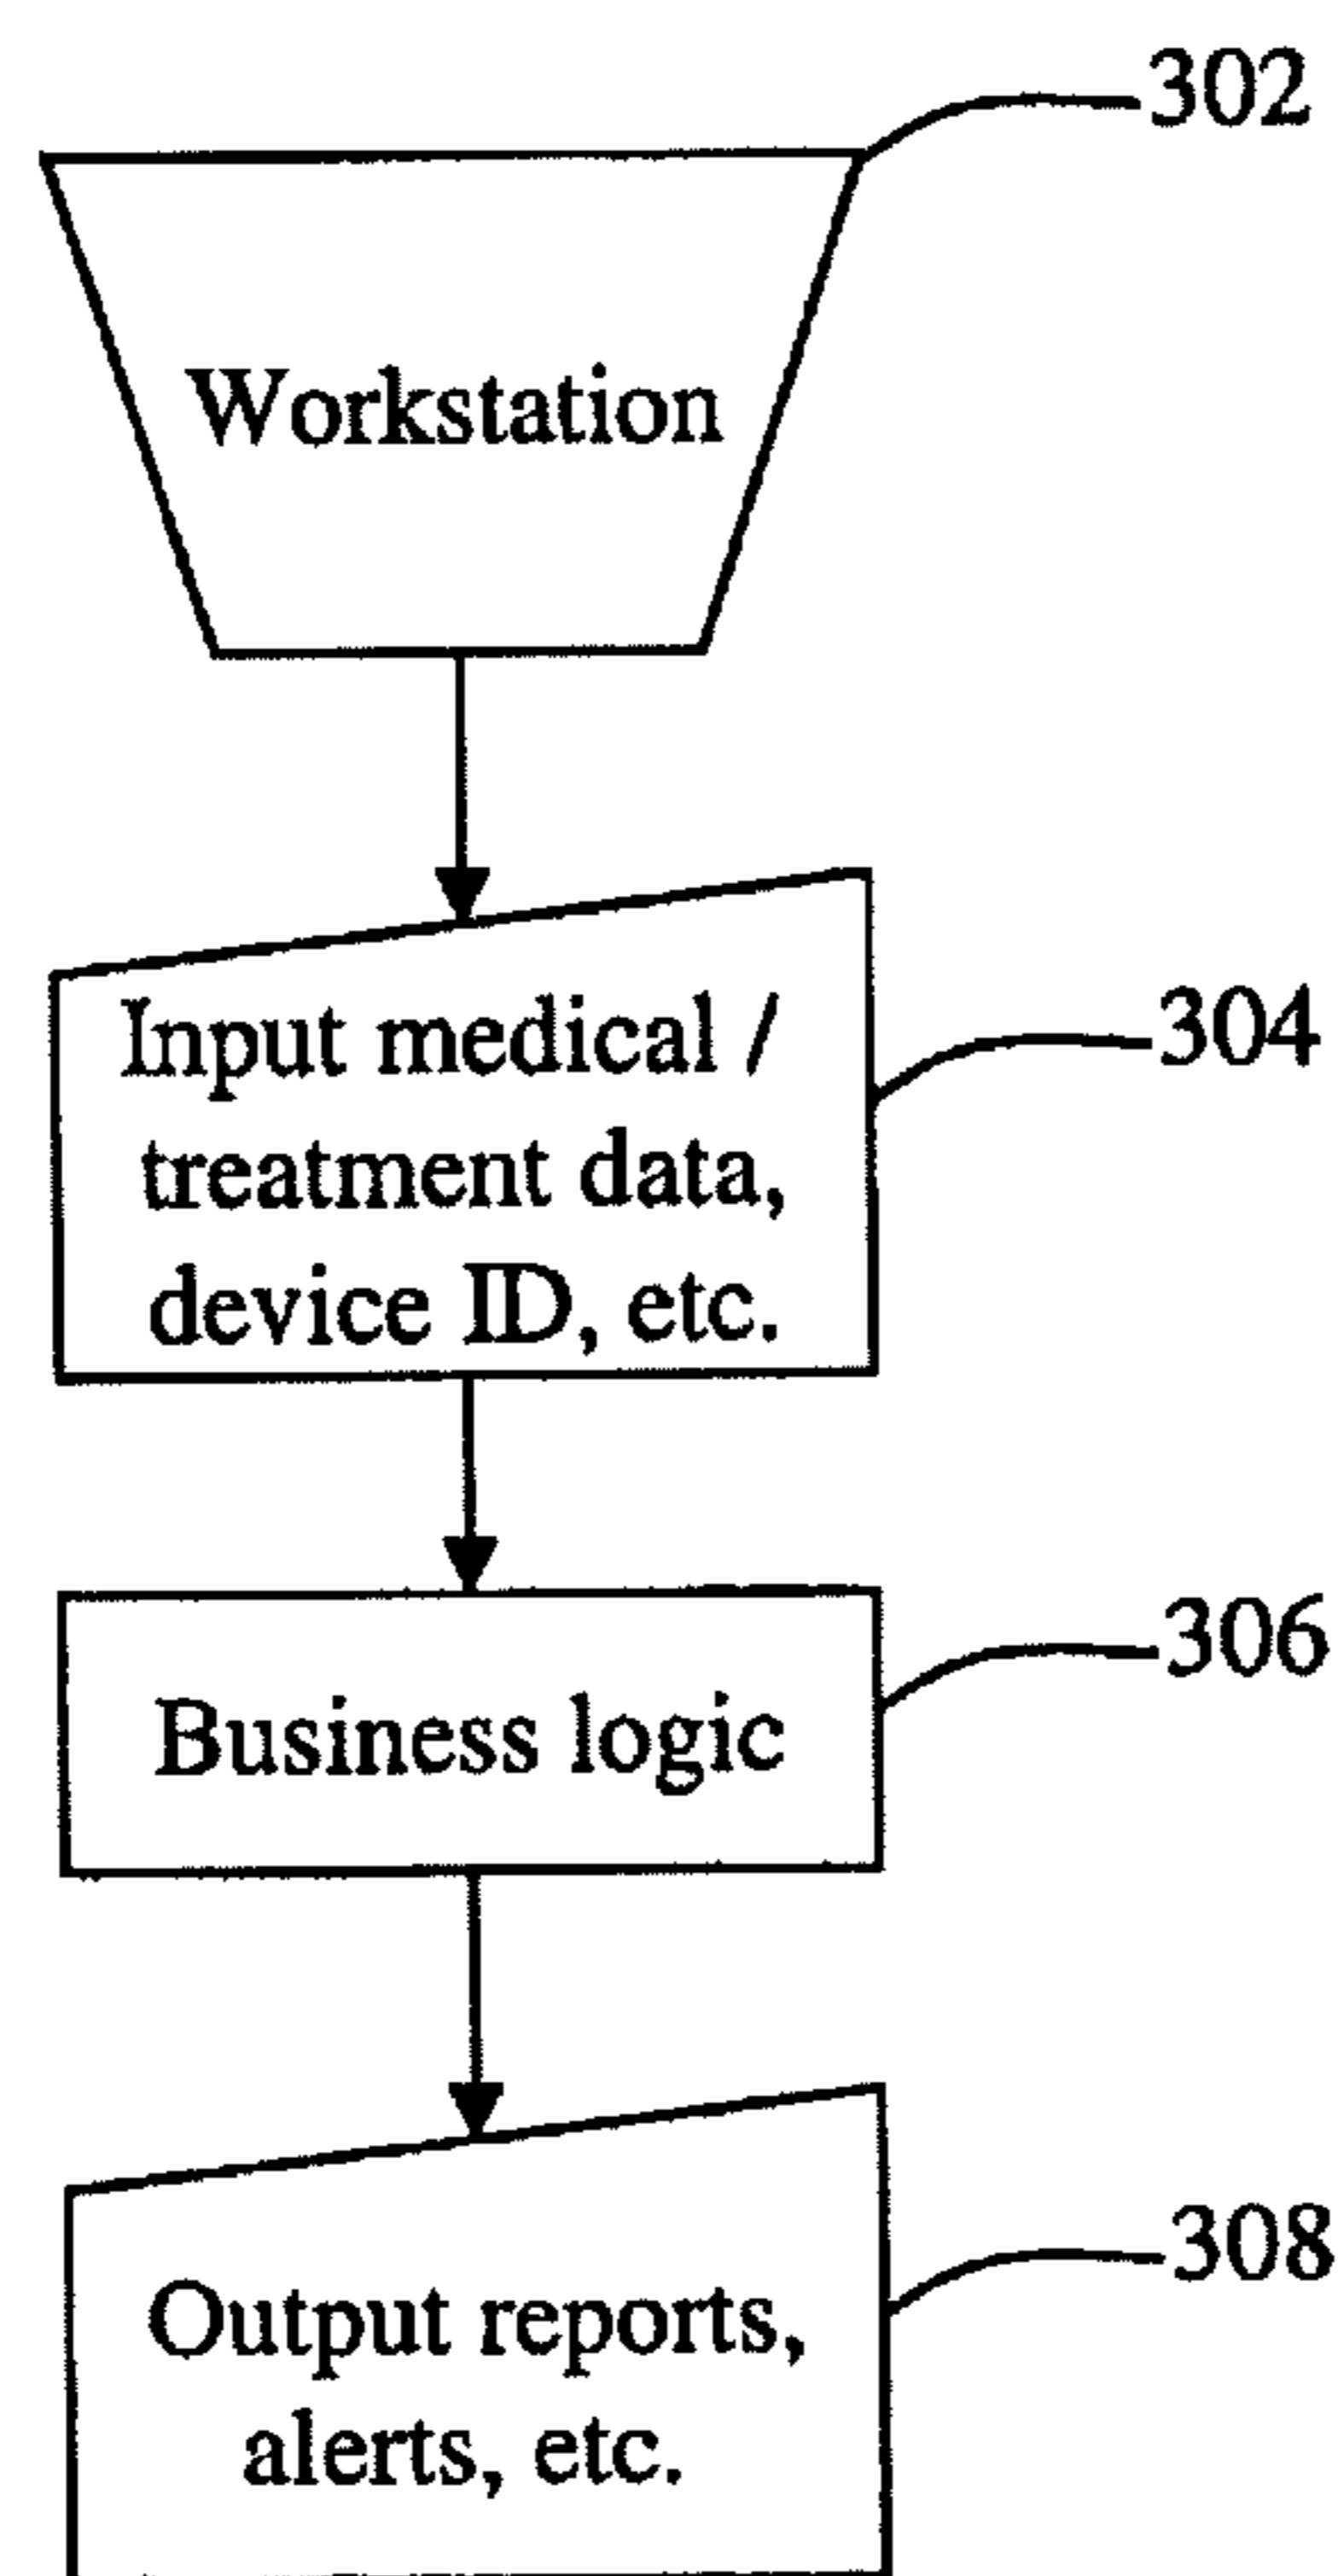 302
Workstation
Input medical /
treatment data,
device ID, etc.
304
Business logic
306
Output reports,
alerts, etc.
308